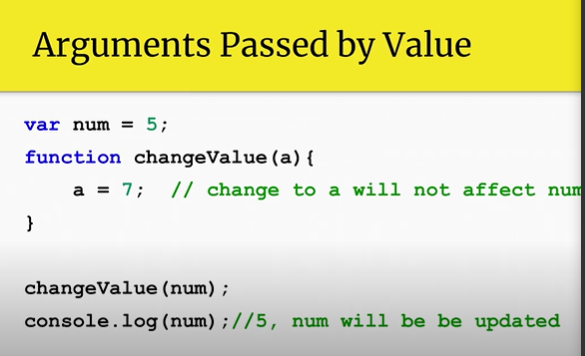 Arguments Passed by Value
var num = 5;
function changeValue(a){
    a = 7;  // change to a will not affect num
}
changeValue(num);
console.log(num);//5, num will be be updated